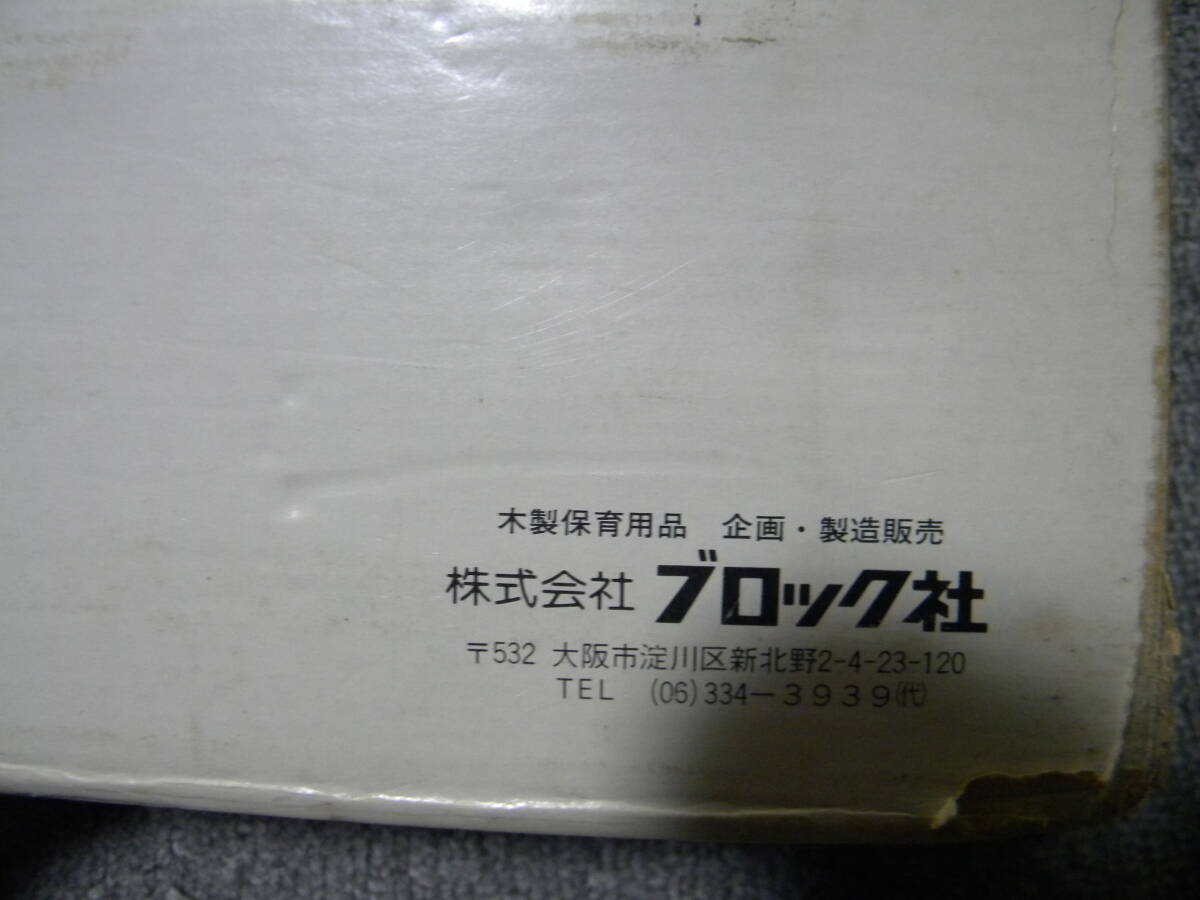 木製保育用品　企画・製造販売
株式会社 ブロック社
〒532 大阪市淀川区新北野2-4-23-120
TEL　(06)334－3939㈹